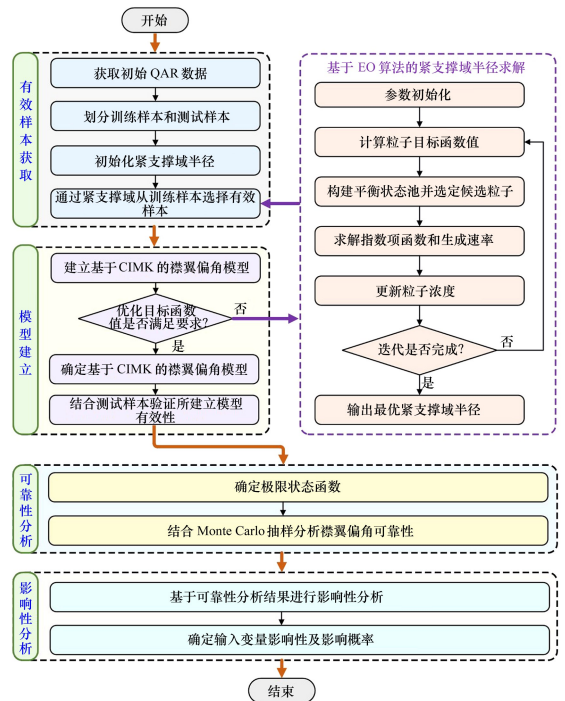 开始
有效样本获取
获取初始 QAR 数据
划分训练样本和测试样本
初始化紧支撑域半径
通过紧支撑域从训练样本选择有效
样本
基于 EO 算法的紧支撑域半径求解
参数初始化
计算粒子目标函数值
构建平衡状态池并选定候选粒子
求解指数项函数和生成速率
更新粒子浓度
迭代是否完成？
否
是
输出最优紧支撑域半径
模型建立
建立基于 CIMK 的襟翼偏角模型
优化目标函数
值是否满足要求？
否
是
确定基于 CIMK 的襟翼偏角模型
结合测试样本验证所建立模型
有效性
可靠性分析
确定极限状态函数
结合 Monte Carlo 抽样分析襟翼偏角可靠性
影响性分析
基于可靠性分析结果进行影响性分析
确定输入变量影响性及影响概率
结束